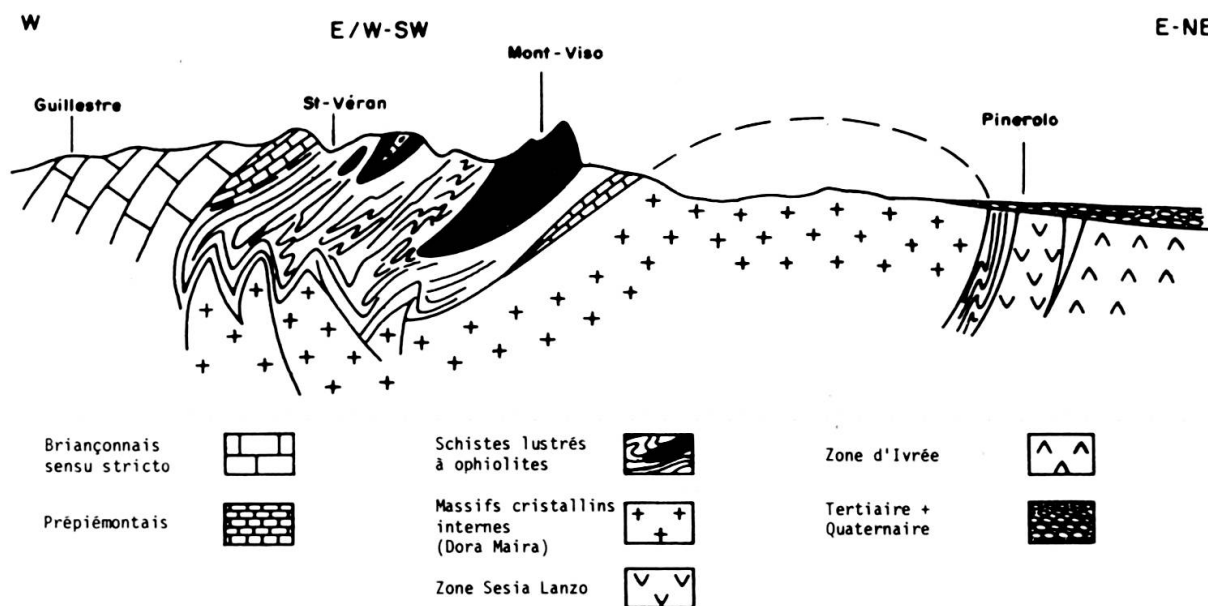 W
E/W-SW
E-NE
Mont-Viso
Guillestre
St-Véran
Pinerolo
Briançonnais
sensu stricto
Prépiémontais
Schistes lustrés
à ophiolites
Massifs cristallins
internes
(Dora Maira)
Zone Sesia Lanzo
Zone d'Ivrée
Tertiaire +
Quaternaire